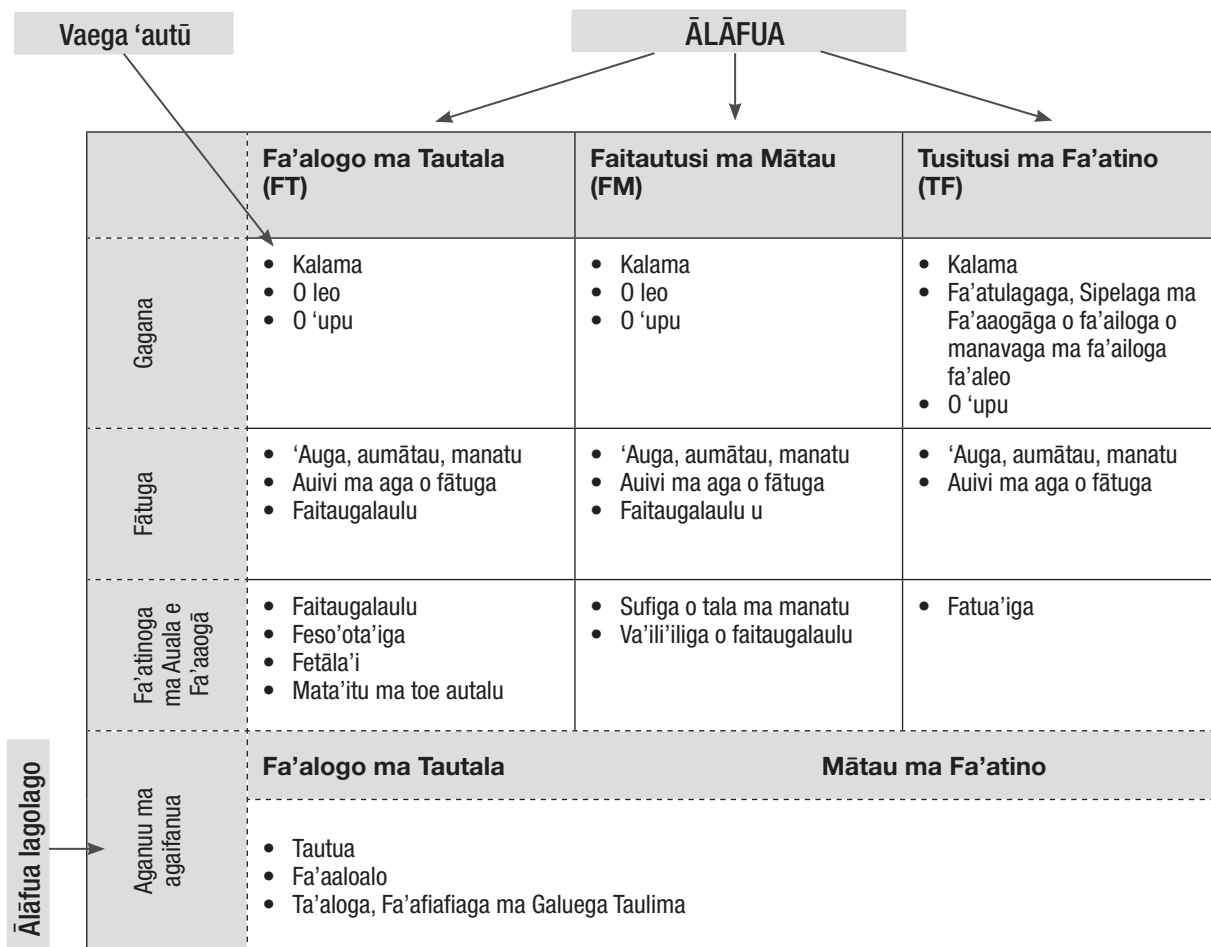 Vaega ‘autū
ĀLĀFUA
Fa’alogo ma Tautala
(FT)
Faitautusi ma Mātau
(FM)
Tusitusi ma Fa’atino
(TF)
Gagana
• Kalama
• O leo
• O ‘upu
• Kalama
• O leo
• O ‘upu
• Kalama
• Fa’atulagaga, Sipelaga ma
Fa’aaogāga o fa’ailoga o
manavaga ma fa’ailoga
fa’aleo
• O ‘upu
Fātuga
• ‘Auga, aumātau, manatu
• Auivi ma aga o fātuga
• Faitaugalaulu
• ‘Auga, aumātau, manatu
• Auivi ma aga o fātuga
• Faitaugalaulu u
• ‘Auga, aumātau, manatu
• Auivi ma aga o fātuga
Fa’atinoga
ma Auala e
Fa’aaogā
• Faitaugalaulu
• Feso’ota’iga
• Fetāla’i
• Mata’itu ma toe autalu
• Sufiga o tala ma manatu
• Va’ili’iliga o faitaugalaulu
• Fatua’iga
Ālāfua lagolago
Aganuu ma
agaifanua
Fa’alogo ma Tautala
Mātau ma Fa’atino
• Tautua
• Fa’aaloalo
• Ta’aloga, Fa’afiafiaga ma Galuega Taulima